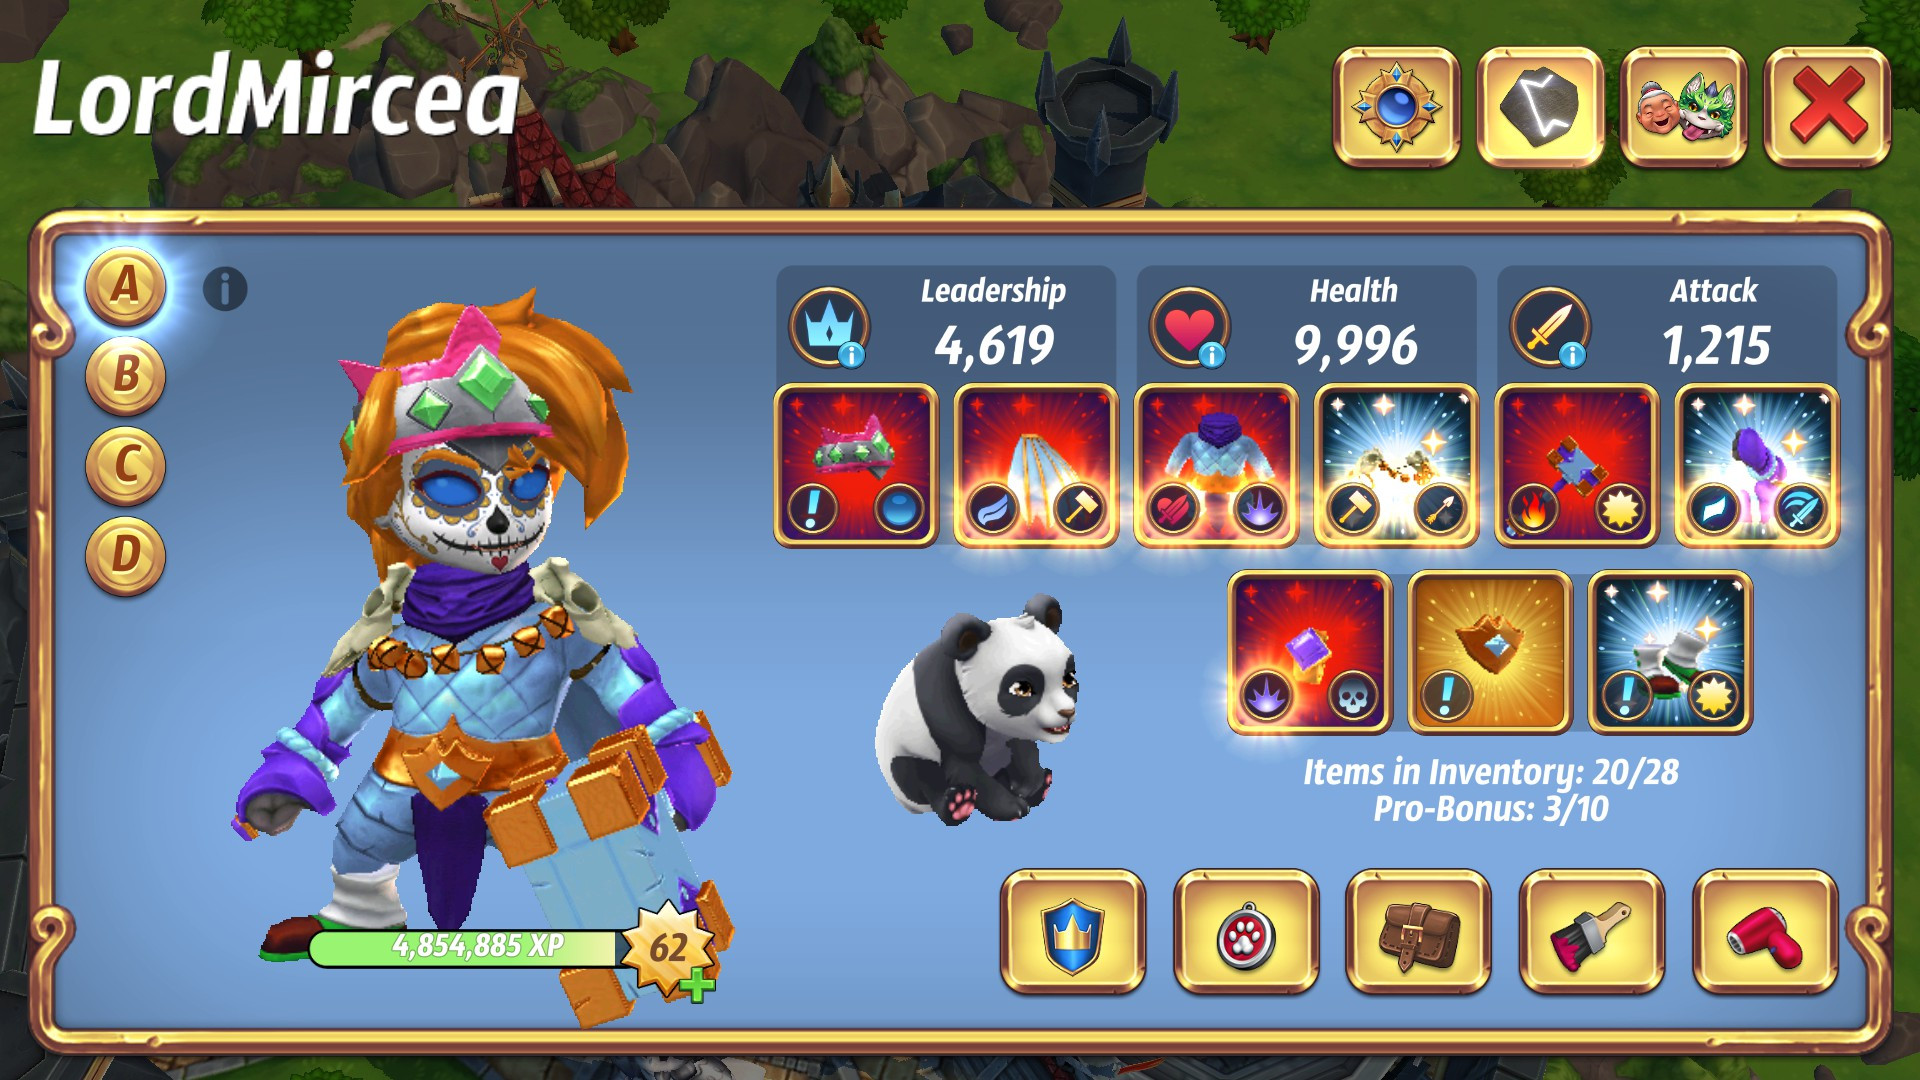 LordMircea
A
B
C
D
Leadership
4,619
Health
9,996
Attack
1,215
Items in Inventory: 20/28
Pro-Bonus: 3/10
4,854,885 XP
62